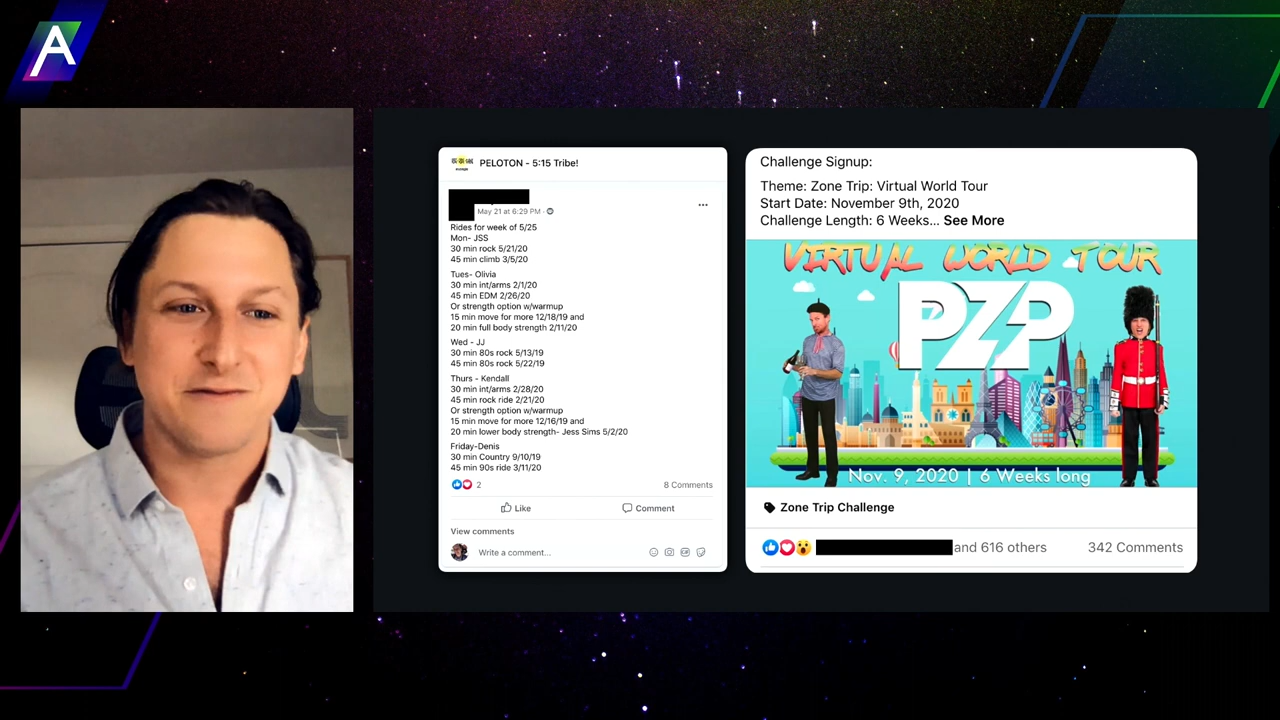 A
PELOTON - 5:15 Tribe!
May 21 at 6:29 PM ·
Rides for week of 5/25
Mon- JSS
30 min rock 5/21/20
45 min climb 3/5/20
Tues- Olivia
30 min int/arms 2/1/20
45 min EDM 2/26/20
Or strength option w/warmup
15 min move for more 12/18/19 and
20 min full body strength 2/11/20
Wed - JJ
30 min 80s rock 5/13/19
45 min 80s rock 5/22/19
Thurs - Kendall
30 min int/arms 2/28/20
45 min rock ride 2/21/20
Or strength option w/warmup
15 min move for more 12/16/19 and
20 min lower body strength- Jess Sims 5/2/20
Friday-Denis
30 min Country 9/10/19
45 min 90s ride 3/11/20
2
8 Comments
Like
Comment
View comments
Write a comment...
Challenge Signup:
Theme: Zone Trip: Virtual World Tour
Start Date: November 9th, 2020
Challenge Length: 6 Weeks... See More
VIRTUAL WORLD TOUR
PZP
Nov. 9, 2020 | 6 Weeks long
Zone Trip Challenge
and 616 others
342 Comments